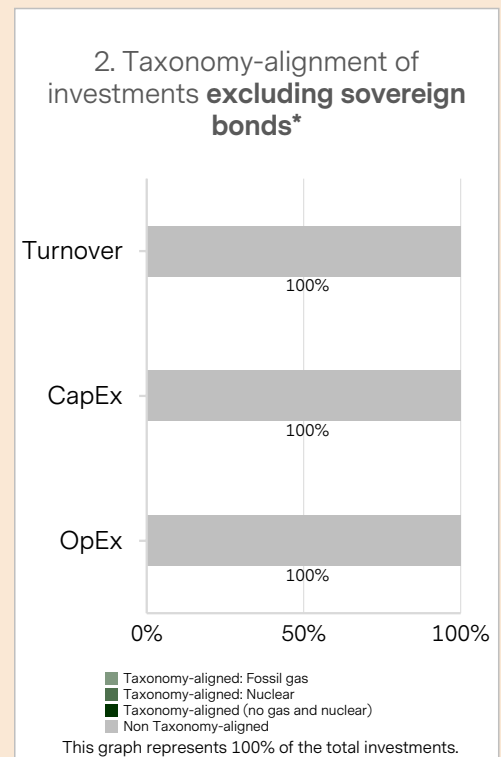 2. Taxonomy-alignment of
investments excluding sovereign
bonds*
Turnover
100%
CapEx
100%
OpEx
100%
0% 50% 100%
Taxonomy-aligned: Fossil gas
Taxonomy-aligned: Nuclear
Taxonomy-aligned (no gas and nuclear)
Non Taxonomy-aligned
This graph represents 100% of the total investments.